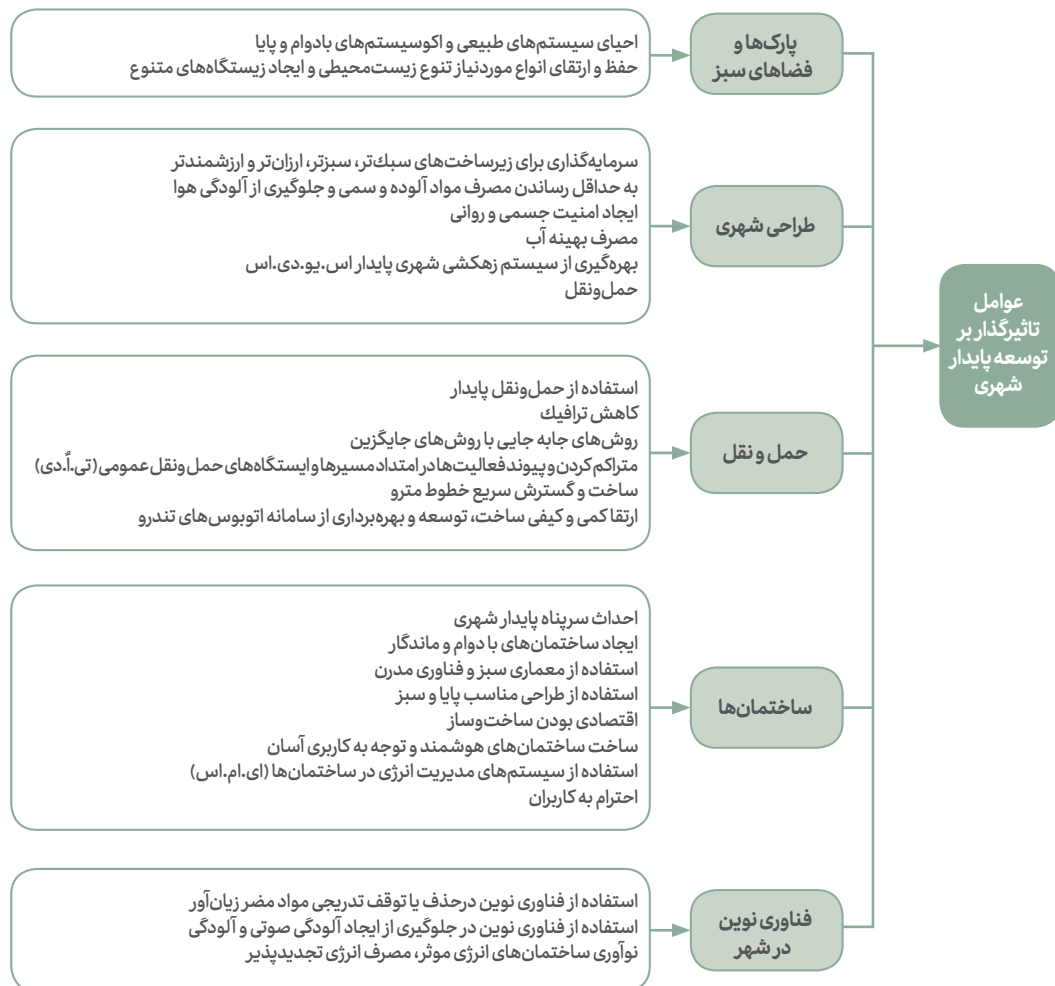 عوامل
تاثیرگذار بر
توسعه پایدار
شهری
پارک‌ها و
فضاهای سبز
احیای سیستم‌های طبیعی و اکوسیستم‌های بادوام و پایا
حفظ و ارتقای انواع موردنیاز تنوع زیست‌محیطی و ایجاد زیستگاه‌های متنوع
طراحی شهری
سرمایه‌گذاری برای زیرساخت‌های سبك‌تر، سبزتر، ارزان‌تر و ارزشمندتر
به حداقل رساندن مصرف مواد آلوده و سمی و جلوگیری از آلودگی هوا
ایجاد امنیت جسمی و روانی
مصرف بهینه آب
بهره‌گیری از سیستم زهکشی شهری پایدار اس.یو.دی.اس
حمل‌ونقل
حمل و نقل
استفاده از حمل‌ونقل پایدار
کاهش ترافیك
روش‌های جابه جایی با روش‌های جایگزین
متراکم کردن و پیوند فعالیت‌ها در امتداد مسیرها و ایستگاه‌های حمل ونقل عمومی (تی.اُ.دی)
ساخت و گسترش سریع خطوط مترو
ارتقا کمی و کیفی ساخت، توسعه و بهره‌برداری از سامانه اتوبوس‌های تندرو
ساختمان‌ها
احداث سرپناه پایدار شهری
ایجاد ساختمان‌های با دوام و ماندگار
استفاده از معماری سبز و فناوری مدرن
استفاده از طراحی مناسب پایا و سبز
اقتصادی بودن ساخت‌وساز
ساخت ساختمان‌های هوشمند و توجه به کاربری آسان
استفاده از سیستم‌های مدیریت انرژی در ساختمان‌ها (ای.ام.اس)
احترام به کاربران
فناوری نوین
در شهر
استفاده از فناوری نوین درحذف یا توقف تدریجی مواد مضر زیان‌آور
استفاده از فناوری نوین در جلوگیری از ایجاد آلودگی صوتی و آلودگی
نوآوری ساختمان‌های انرژی موثر، مصرف انرژی تجدیدپذیر